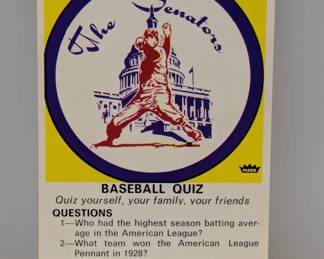 The Senators
FLEER
BASEBALL QUIZ
Quiz yourself, your family, your friends
QUESTIONS
1—Who had the highest season batting aver-
age in the American League?
2—What team won the American League
Pennant in 1928?